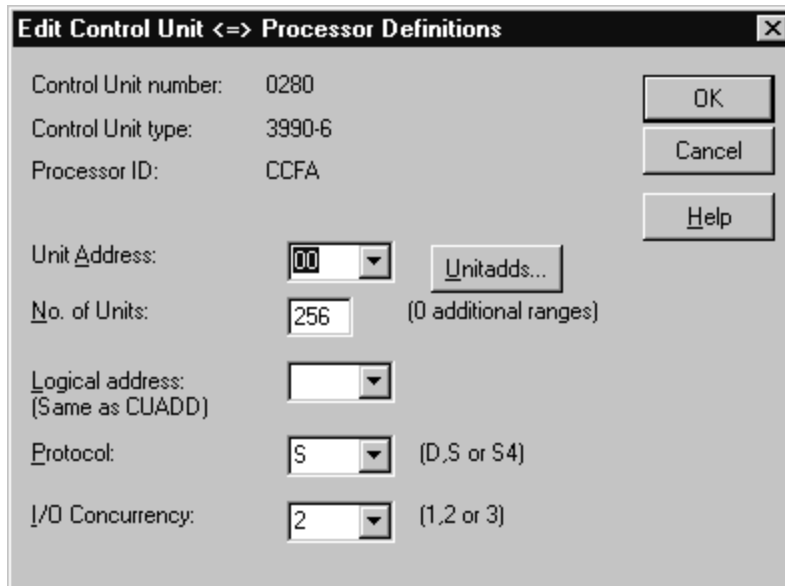 Edit Control Unit <=> Processor Definitions
Control Unit number: 0280
Control Unit type: 3990-6
Processor ID: CCFA
OK
Cancel
Help
Unit Address: 00 Unitadds...
No. of Units: 256 (0 additional ranges)
Logical address:
(Same as CUADD)
Protocol: S (D,S or S4)
I/O Concurrency: 2 (1,2 or 3)